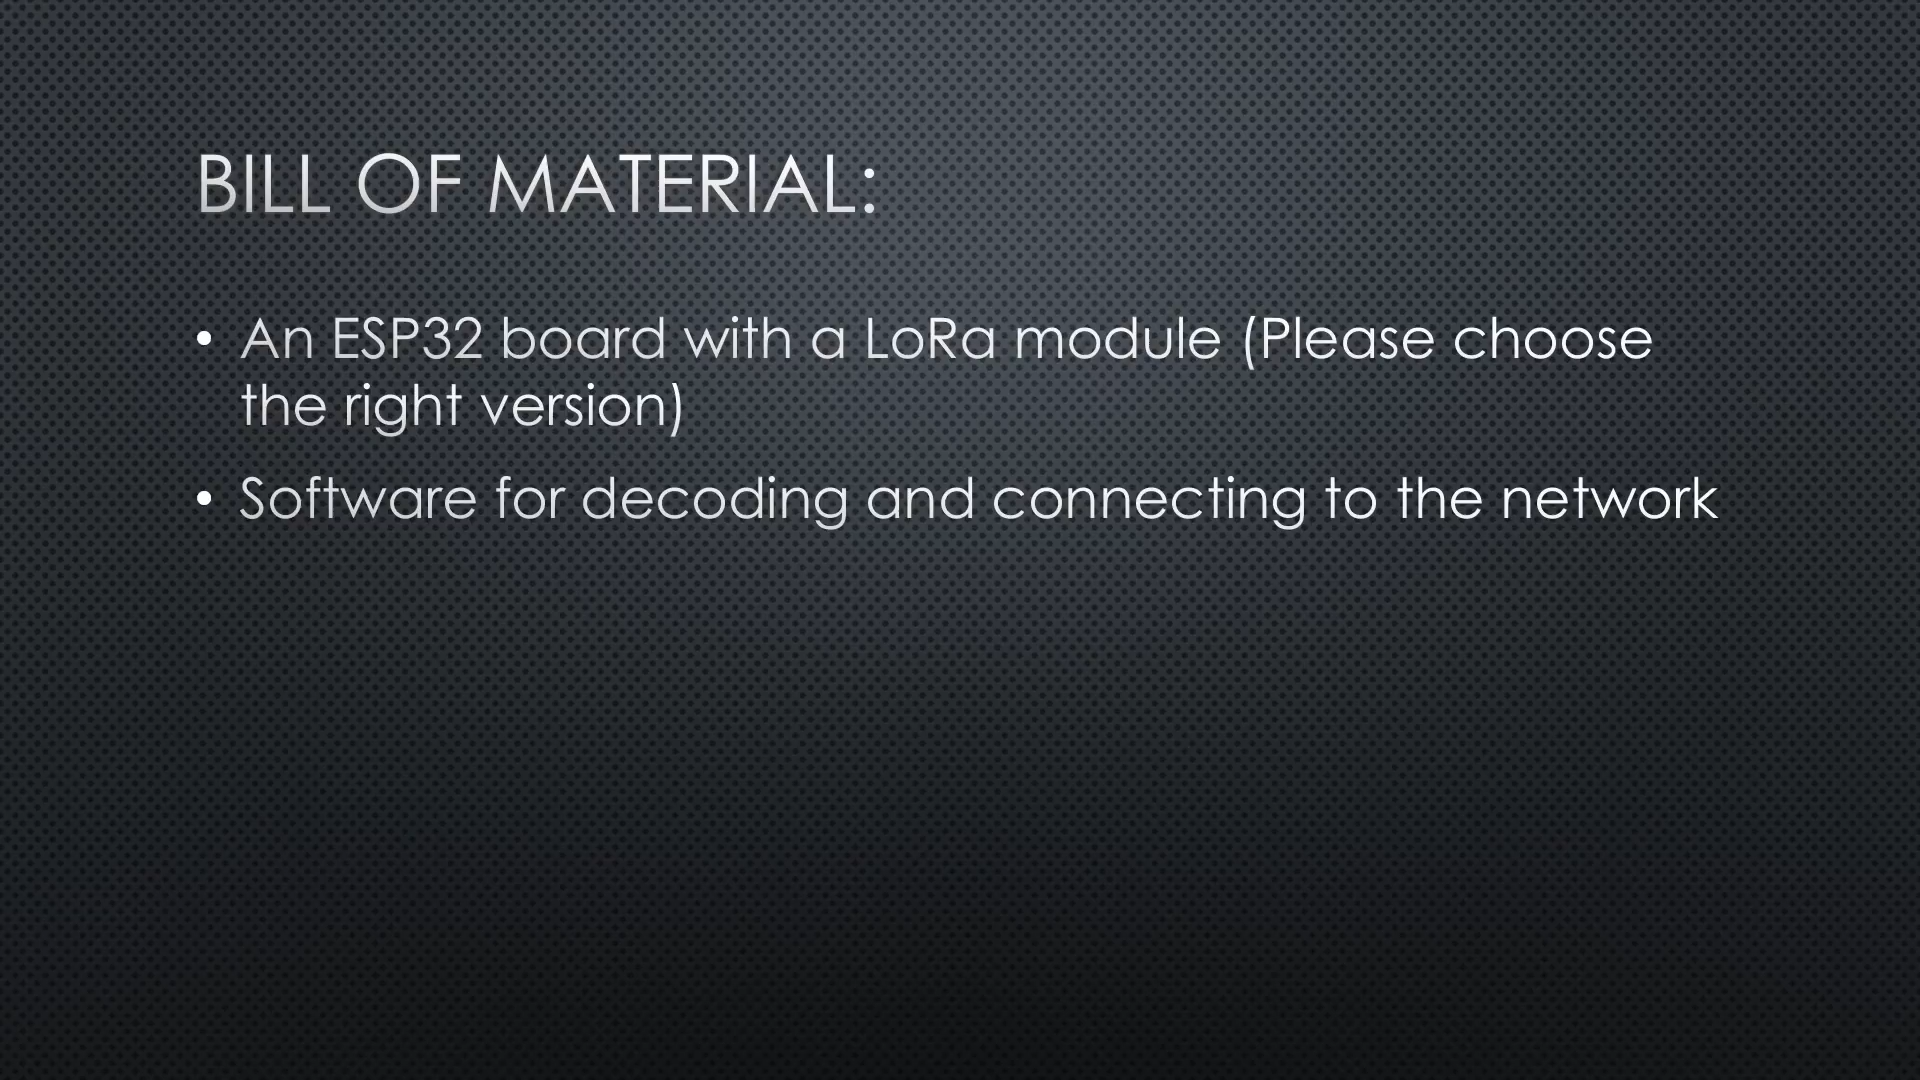 BILL OF MATERIAL:
• An ESP32 board with a LoRa module (Please choose
the right version)
• Software for decoding and connecting to the network